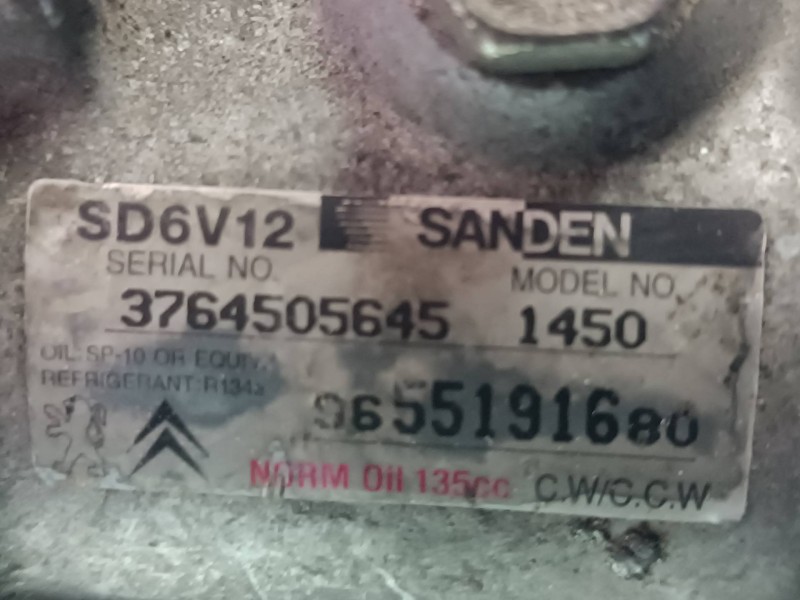 SD6V12 SANDEN
SERIAL NO. MODEL NO.
3764505645 1450
OIL: SP-10 OR EQUIV.
REFRIGERANT: R134a
9655191680
NORM Oil 135cc C.W/C.C.W